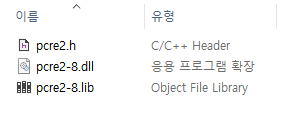 이름 유형
pcre2.h C/C++ Header
pcre2-8.dll 응용 프로그램 확장
pcre2-8.lib Object File Library